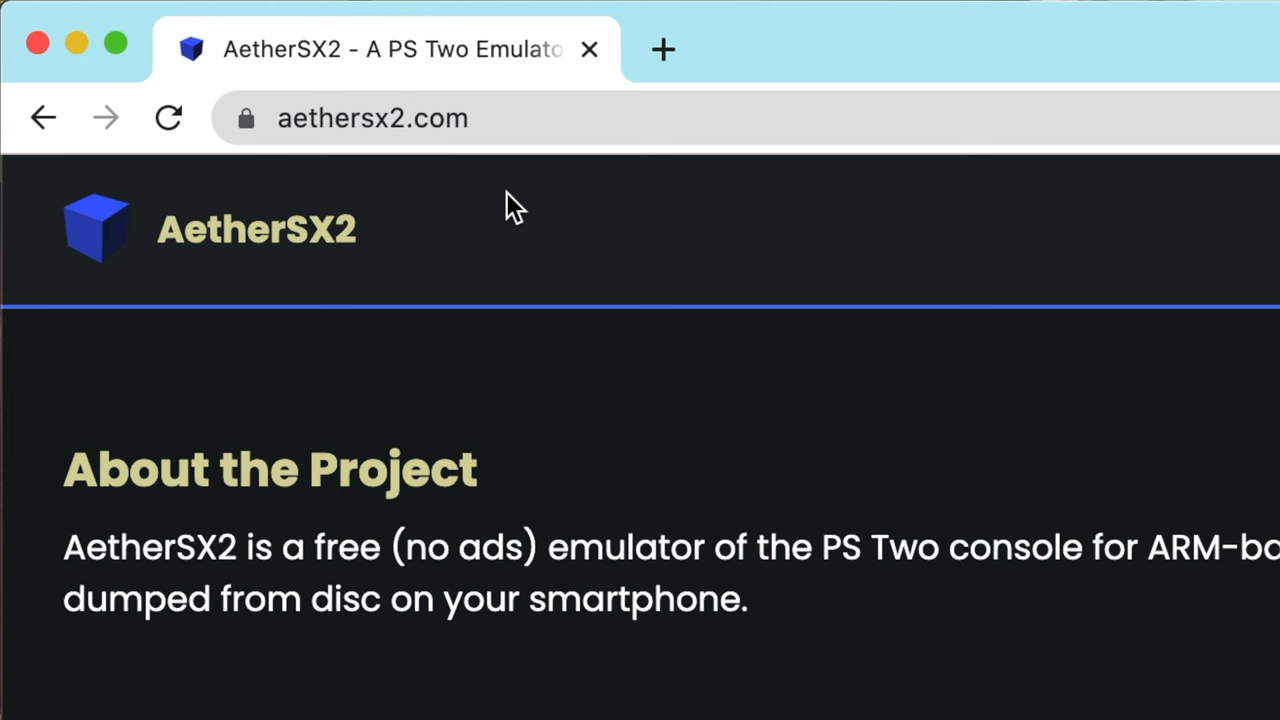 AetherSX2 - A PS Two Emulato
aethersx2.com
AetherSX2
About the Project
AetherSX2 is a free (no ads) emulator of the PS Two console for ARM-ba
dumped from disc on your smartphone.